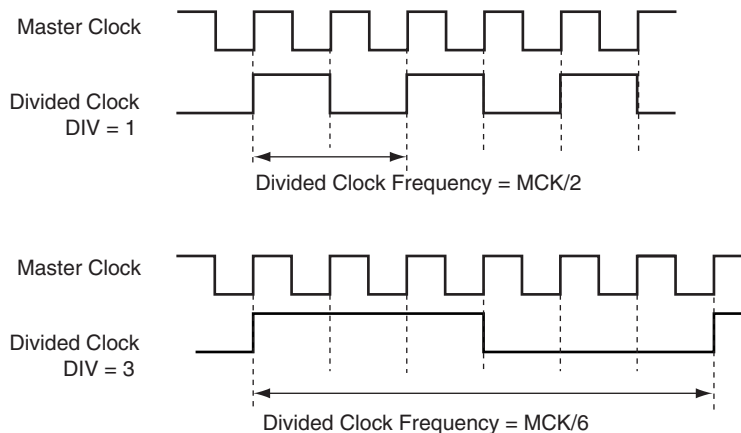 Master Clock
Divided Clock
DIV = 1
Divided Clock Frequency = MCK/2
Master Clock
Divided Clock
DIV = 3
Divided Clock Frequency = MCK/6